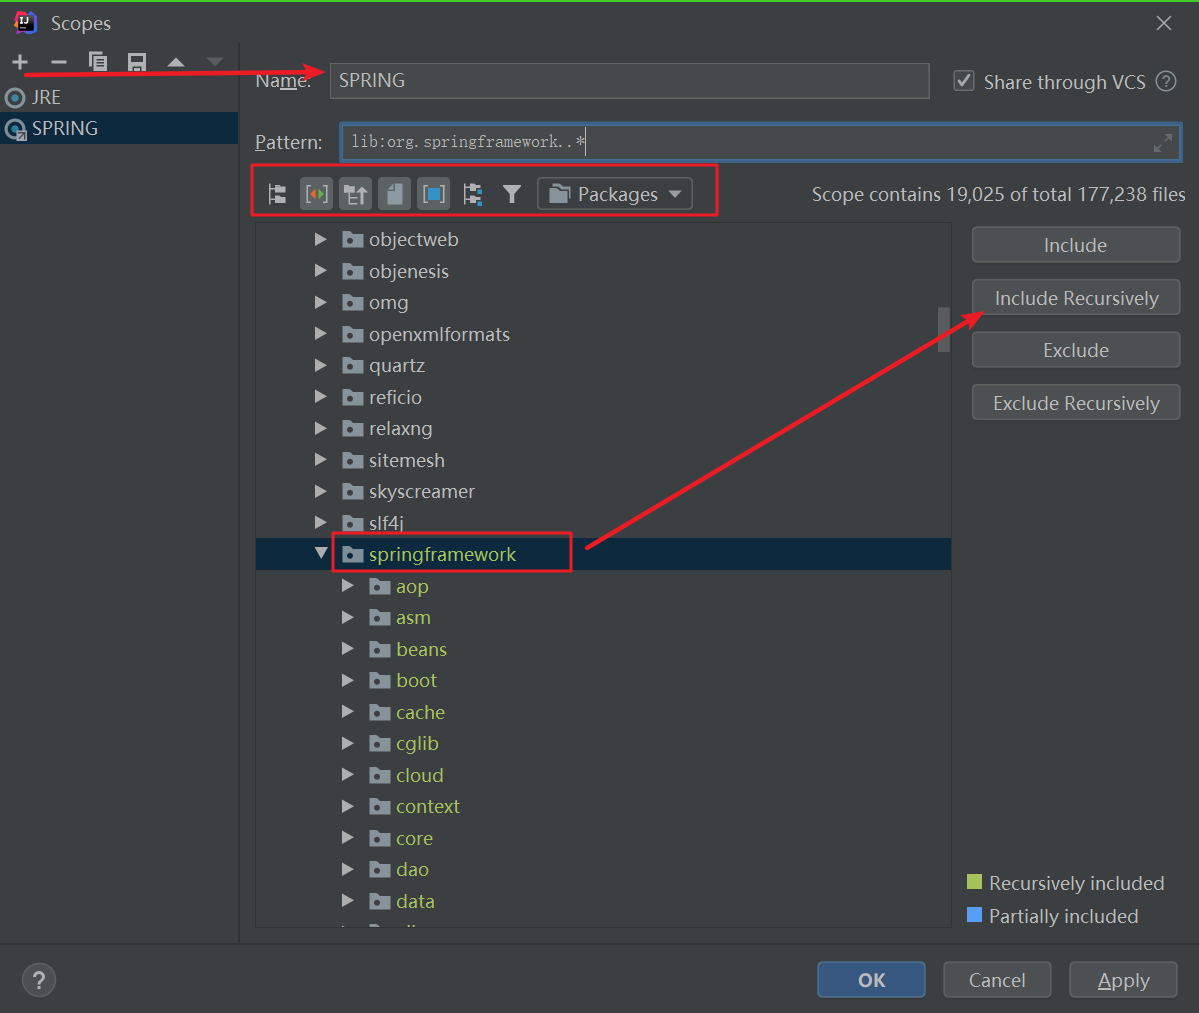 Scopes
Name: SPRING Share through VCS ?
JRE
SPRING
Pattern: lib:org.springframework..*
Packages Scope contains 19,025 of total 177,238 files
objectweb
objenesis
omg
openxmlformats
quartz
reficio
relaxng
sitemesh
skyscreamer
slf4j
springframework
aop
asm
beans
boot
cache
cglib
cloud
context
core
dao
data
Include
Include Recursively
Exclude
Exclude Recursively
Recursively included
Partially included
? OK Cancel Apply